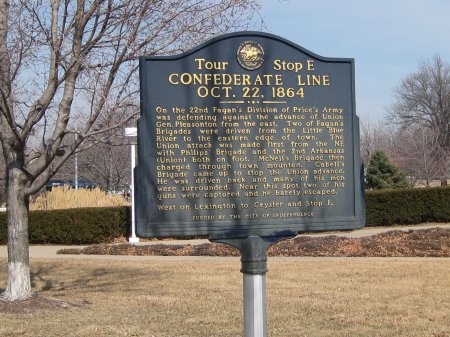 Tour Stop E
CONFEDERATE LINE
OCT. 22, 1864
On the 22nd Fagan's Division of Price's Army
was defending against the advance of Union
Gen. Pleasonton from the east. Two of Fagan's
Brigades were driven from the Little Blue
River to the eastern edge of town. The
Union attack was made first from the NE
with Philips' Brigade and the 2nd Arkansas
(Union) both on foot. McNeil's Brigade then
charged through town mounted. Cabell's
Brigade came up to stop the Union advance.
He was driven back and many of his men
were surrounded. Near this spot two of his
guns were captured and he barely escaped.
West on Lexington to Crysler and Stop F.
FUNDED BY THE CITY OF INDEPENDENCE